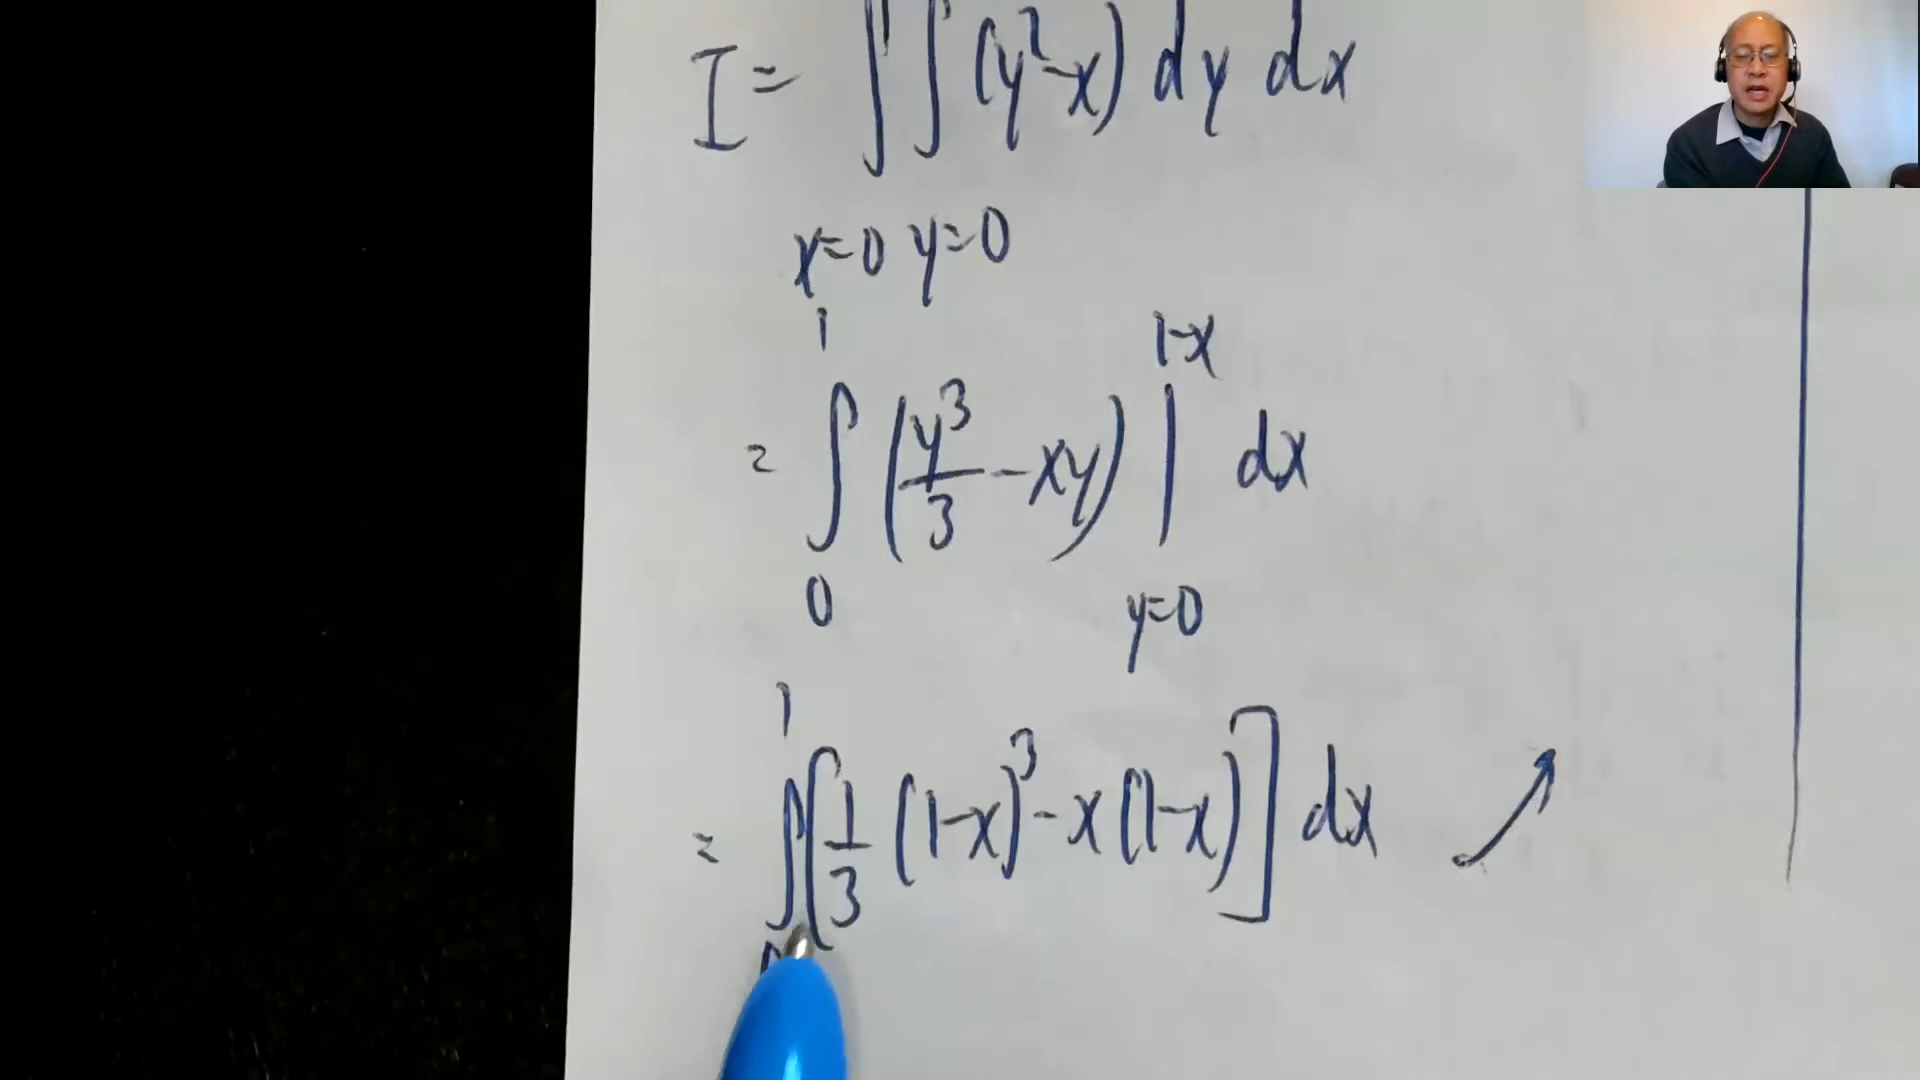 I = ∫∫ (y²-x) dy dx
x=0 y=0
1 1-x
= ∫ (y³/3 - xy) | dx
0 y=0
1
= ∫ [1/3 (1-x)³ - x(1-x)] dx